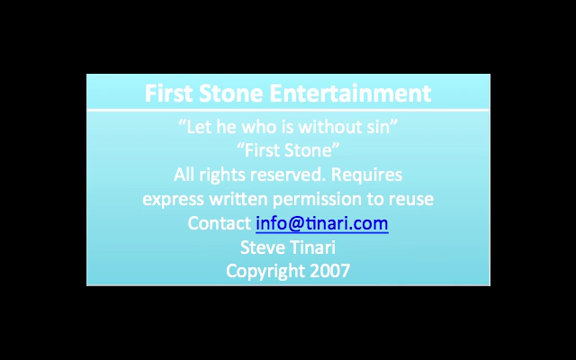 First Stone Entertainment
“Let he who is without sin”
“First Stone”
All rights reserved. Requires
express written permission to reuse
Contact info@tinari.com
Steve Tinari
Copyright 2007